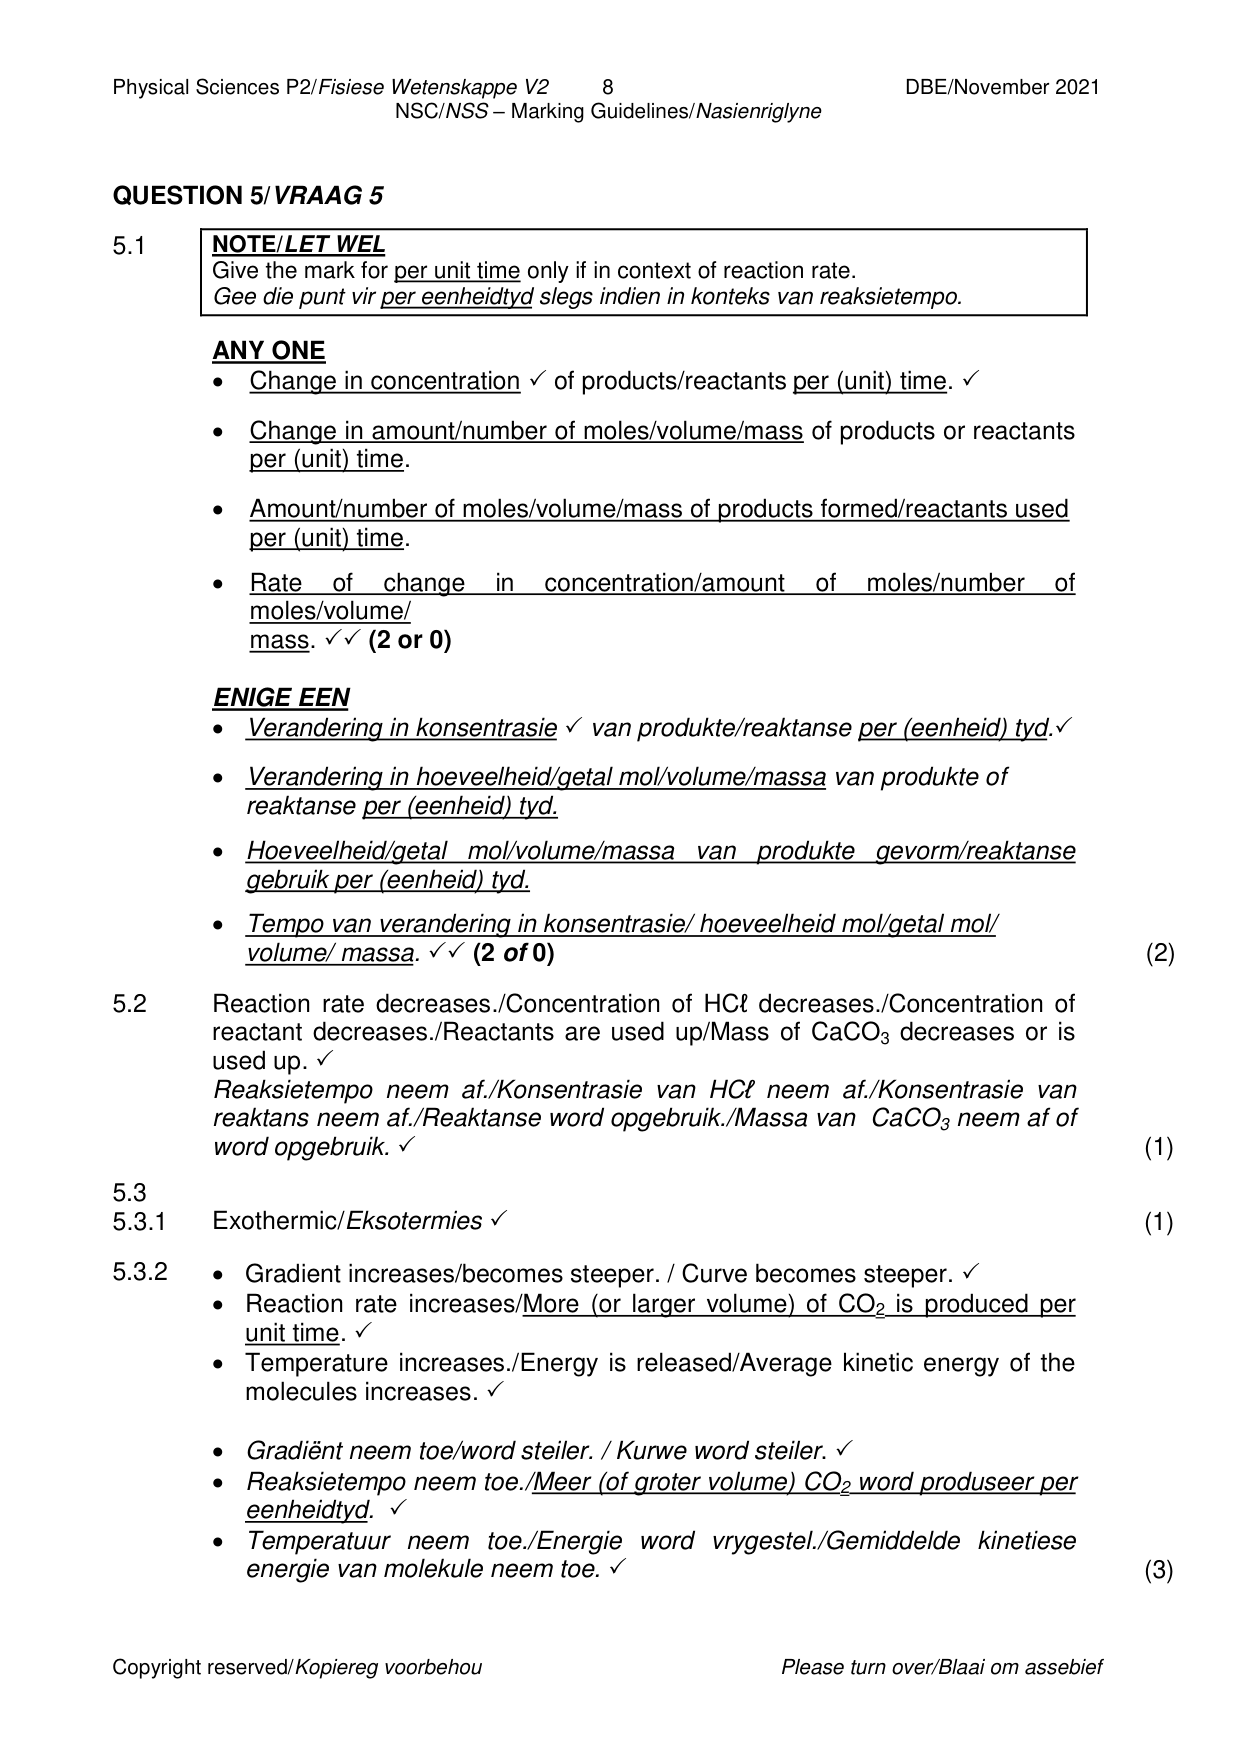 Physical Sciences P2/Fisiese Wetenskappe V2 8 DBE/November 2021
NSC/NSS – Marking Guidelines/Nasienriglyne
QUESTION 5/VRAAG 5
5.1 NOTE/LET WEL
Give the mark for per unit time only if in context of reaction rate.
Gee die punt vir per eenheidtyd slegs indien in konteks van reaksietempo.
ANY ONE
• Change in concentration ✓ of products/reactants per (unit) time. ✓
• Change in amount/number of moles/volume/mass of products or reactants
per (unit) time.
• Amount/number of moles/volume/mass of products formed/reactants used
per (unit) time.
• Rate of change in concentration/amount of moles/number of
moles/volume/
mass. ✓✓ (2 or 0)
ENIGE EEN
• Verandering in konsentrasie ✓ van produkte/reaktanse per (eenheid) tyd.✓
• Verandering in hoeveelheid/getal mol/volume/massa van produkte of
reaktanse per (eenheid) tyd.
• Hoeveelheid/getal mol/volume/massa van produkte gevorm/reaktanse
gebruik per (eenheid) tyd.
• Tempo van verandering in konsentrasie/ hoeveelheid mol/getal mol/
volume/ massa. ✓✓ (2 of 0) (2)
5.2 Reaction rate decreases./Concentration of HCℓ decreases./Concentration of
reactant decreases./Reactants are used up/Mass of CaCO₃ decreases or is
used up. ✓
Reaksietempo neem af./Konsentrasie van HCℓ neem af./Konsentrasie van
reaktans neem af./Reaktanse word opgebruik./Massa van CaCO₃ neem af of
word opgebruik. ✓ (1)
5.3
5.3.1 Exothermic/Eksotermies ✓ (1)
5.3.2 • Gradient increases/becomes steeper. / Curve becomes steeper. ✓
• Reaction rate increases/More (or larger volume) of CO₂ is produced per
unit time. ✓
• Temperature increases./Energy is released/Average kinetic energy of the
molecules increases. ✓
• Gradiënt neem toe/word steiler. / Kurwe word steiler. ✓
• Reaksietempo neem toe./Meer (of groter volume) CO₂ word produseer per
eenheidtyd. ✓
• Temperatuur neem toe./Energie word vrygestel./Gemiddelde kinetiese
energie van molekule neem toe. ✓ (3)
Copyright reserved/Kopiereg voorbehou Please turn over/Blaai om assebief